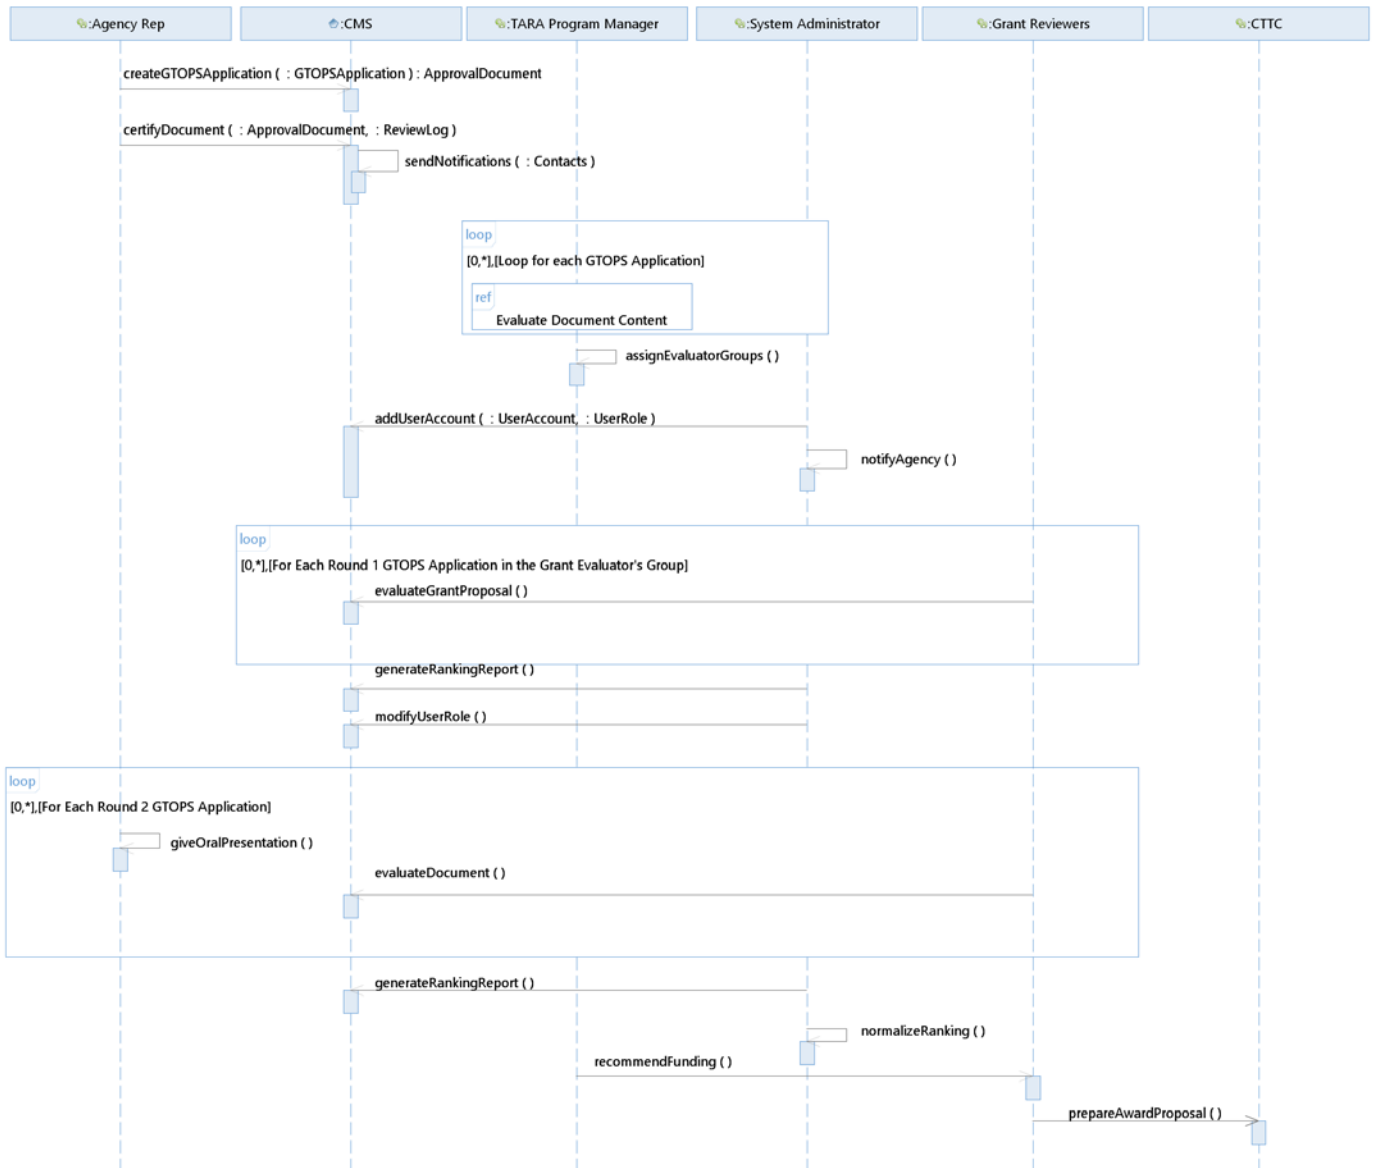 :Agency Rep
:CMS
:TARA Program Manager
:System Administrator
:Grant Reviewers
:CTTC
createGTOPSApplication ( : GTOPSApplication ) : ApprovalDocument
certifyDocument ( : ApprovalDocument, : ReviewLog )
sendNotifications ( : Contacts )
loop
[0,*],[Loop for each GTOPS Application]
ref
Evaluate Document Content
assignEvaluatorGroups ( )
addUserAccount ( : UserAccount, : UserRole )
notifyAgency ( )
loop
[0,*],[For Each Round 1 GTOPS Application in the Grant Evaluator's Group]
evaluateGrantProposal ( )
generateRankingReport ( )
modifyUserRole ( )
loop
[0,*],[For Each Round 2 GTOPS Application]
giveOralPresentation ( )
evaluateDocument ( )
generateRankingReport ( )
normalizeRanking ( )
recommendFunding ( )
prepareAwardProposal ( )